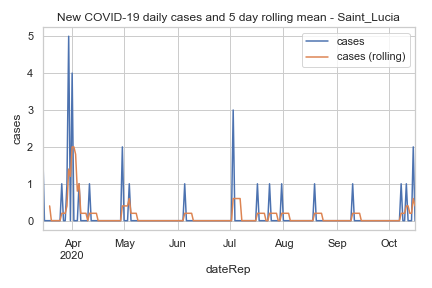 New COVID-19 daily cases and 5 day rolling mean - Saint_Lucia
cases
cases (rolling)
cases
5
4
3
2
1
0
Apr May Jun Jul Aug Sep Oct
2020
dateRep